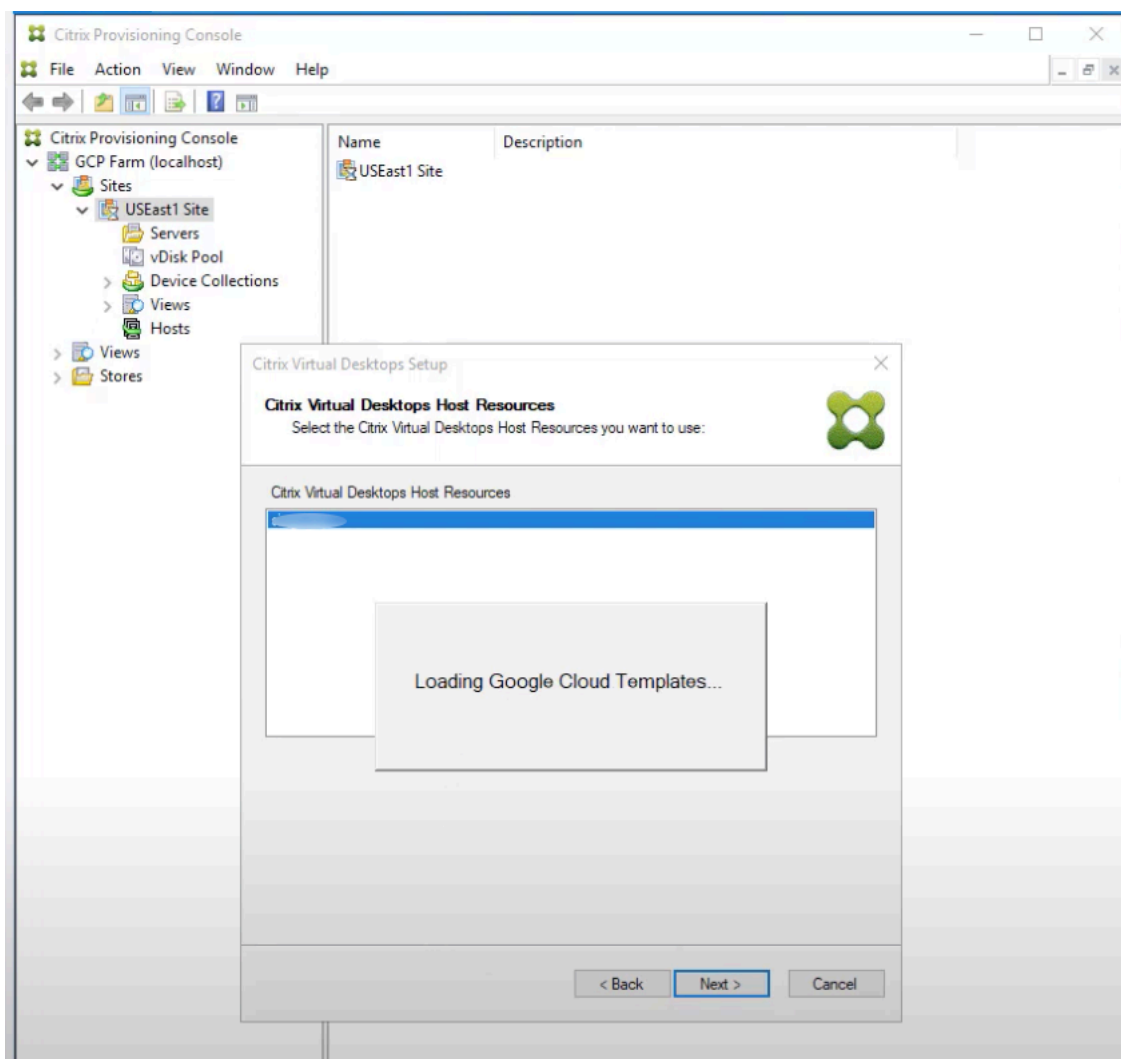 Citrix Provisioning Console
File Action View Window Help
Citrix Provisioning Console
GCP Farm (localhost)
Sites
USEast1 Site
Servers
vDisk Pool
Device Collections
Views
Hosts
Views
Stores
Name Description
USEast1 Site
Citrix Virtual Desktops Setup
Citrix Virtual Desktops Host Resources
Select the Citrix Virtual Desktops Host Resources you want to use:
Citrix Virtual Desktops Host Resources
Loading Google Cloud Templates...
< Back Next > Cancel